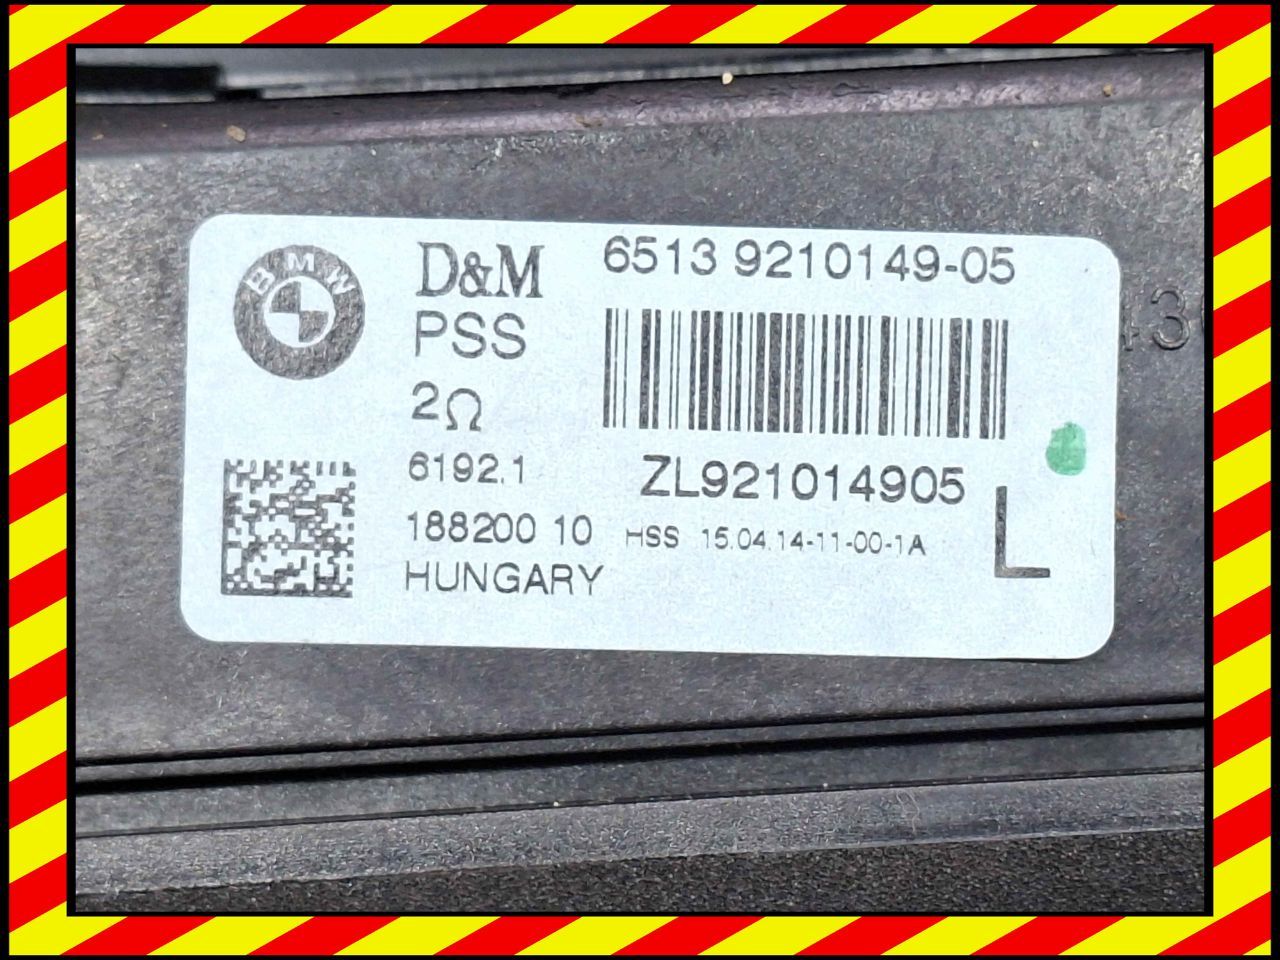 BMW
D&M
PSS
2Ω
6192.1
188200 10
HUNGARY
6513 9210149-05
ZL921014905
HSS 15.04.14-11-00-1A
L